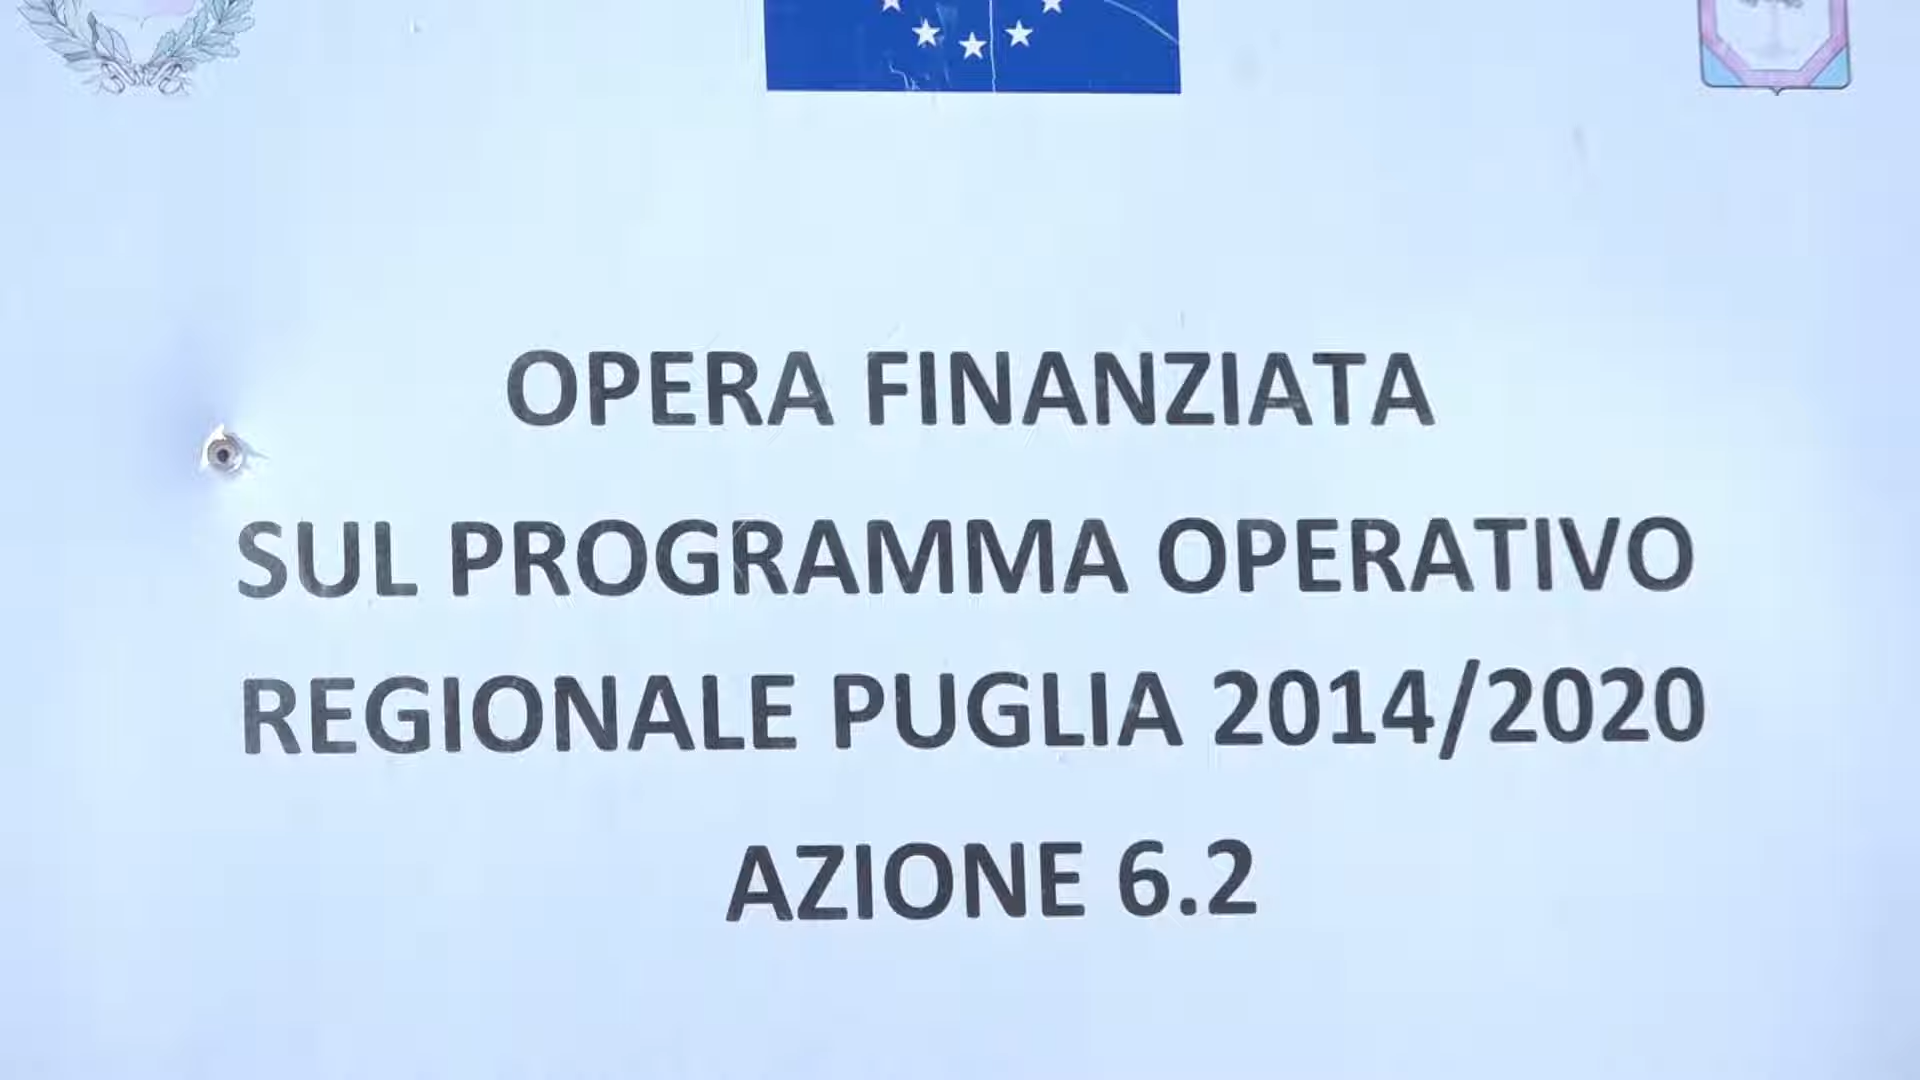 OPERA FINANZIATA
SUL PROGRAMMA OPERATIVO
REGIONALE PUGLIA 2014/2020
AZIONE 6.2